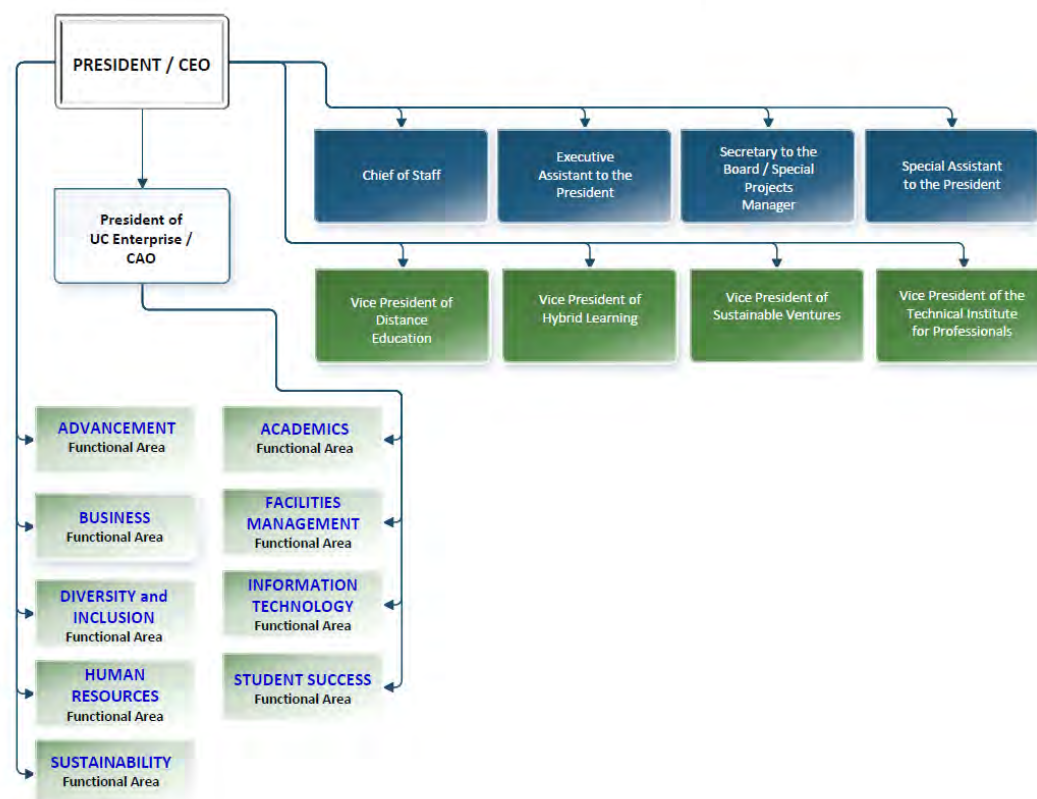 PRESIDENT / CEO
Chief of Staff
Executive
Assistant to the
President
Secretary to the
Board / Special
Projects
Manager
Special Assistant
to the President
President of
UC Enterprise /
CAO
Vice President of
Distance
Education
Vice President of
Hybrid Learning
Vice President of
Sustainable Ventures
Vice President of the
Technical Institute
for Professionals
ADVANCEMENT
Functional Area
ACADEMICS
Functional Area
BUSINESS
Functional Area
FACILITIES
MANAGEMENT
Functional Area
DIVERSITY and
INCLUSION
Functional Area
INFORMATION
TECHNOLOGY
Functional Area
HUMAN
RESOURCES
Functional Area
STUDENT SUCCESS
Functional Area
SUSTAINABILITY
Functional Area